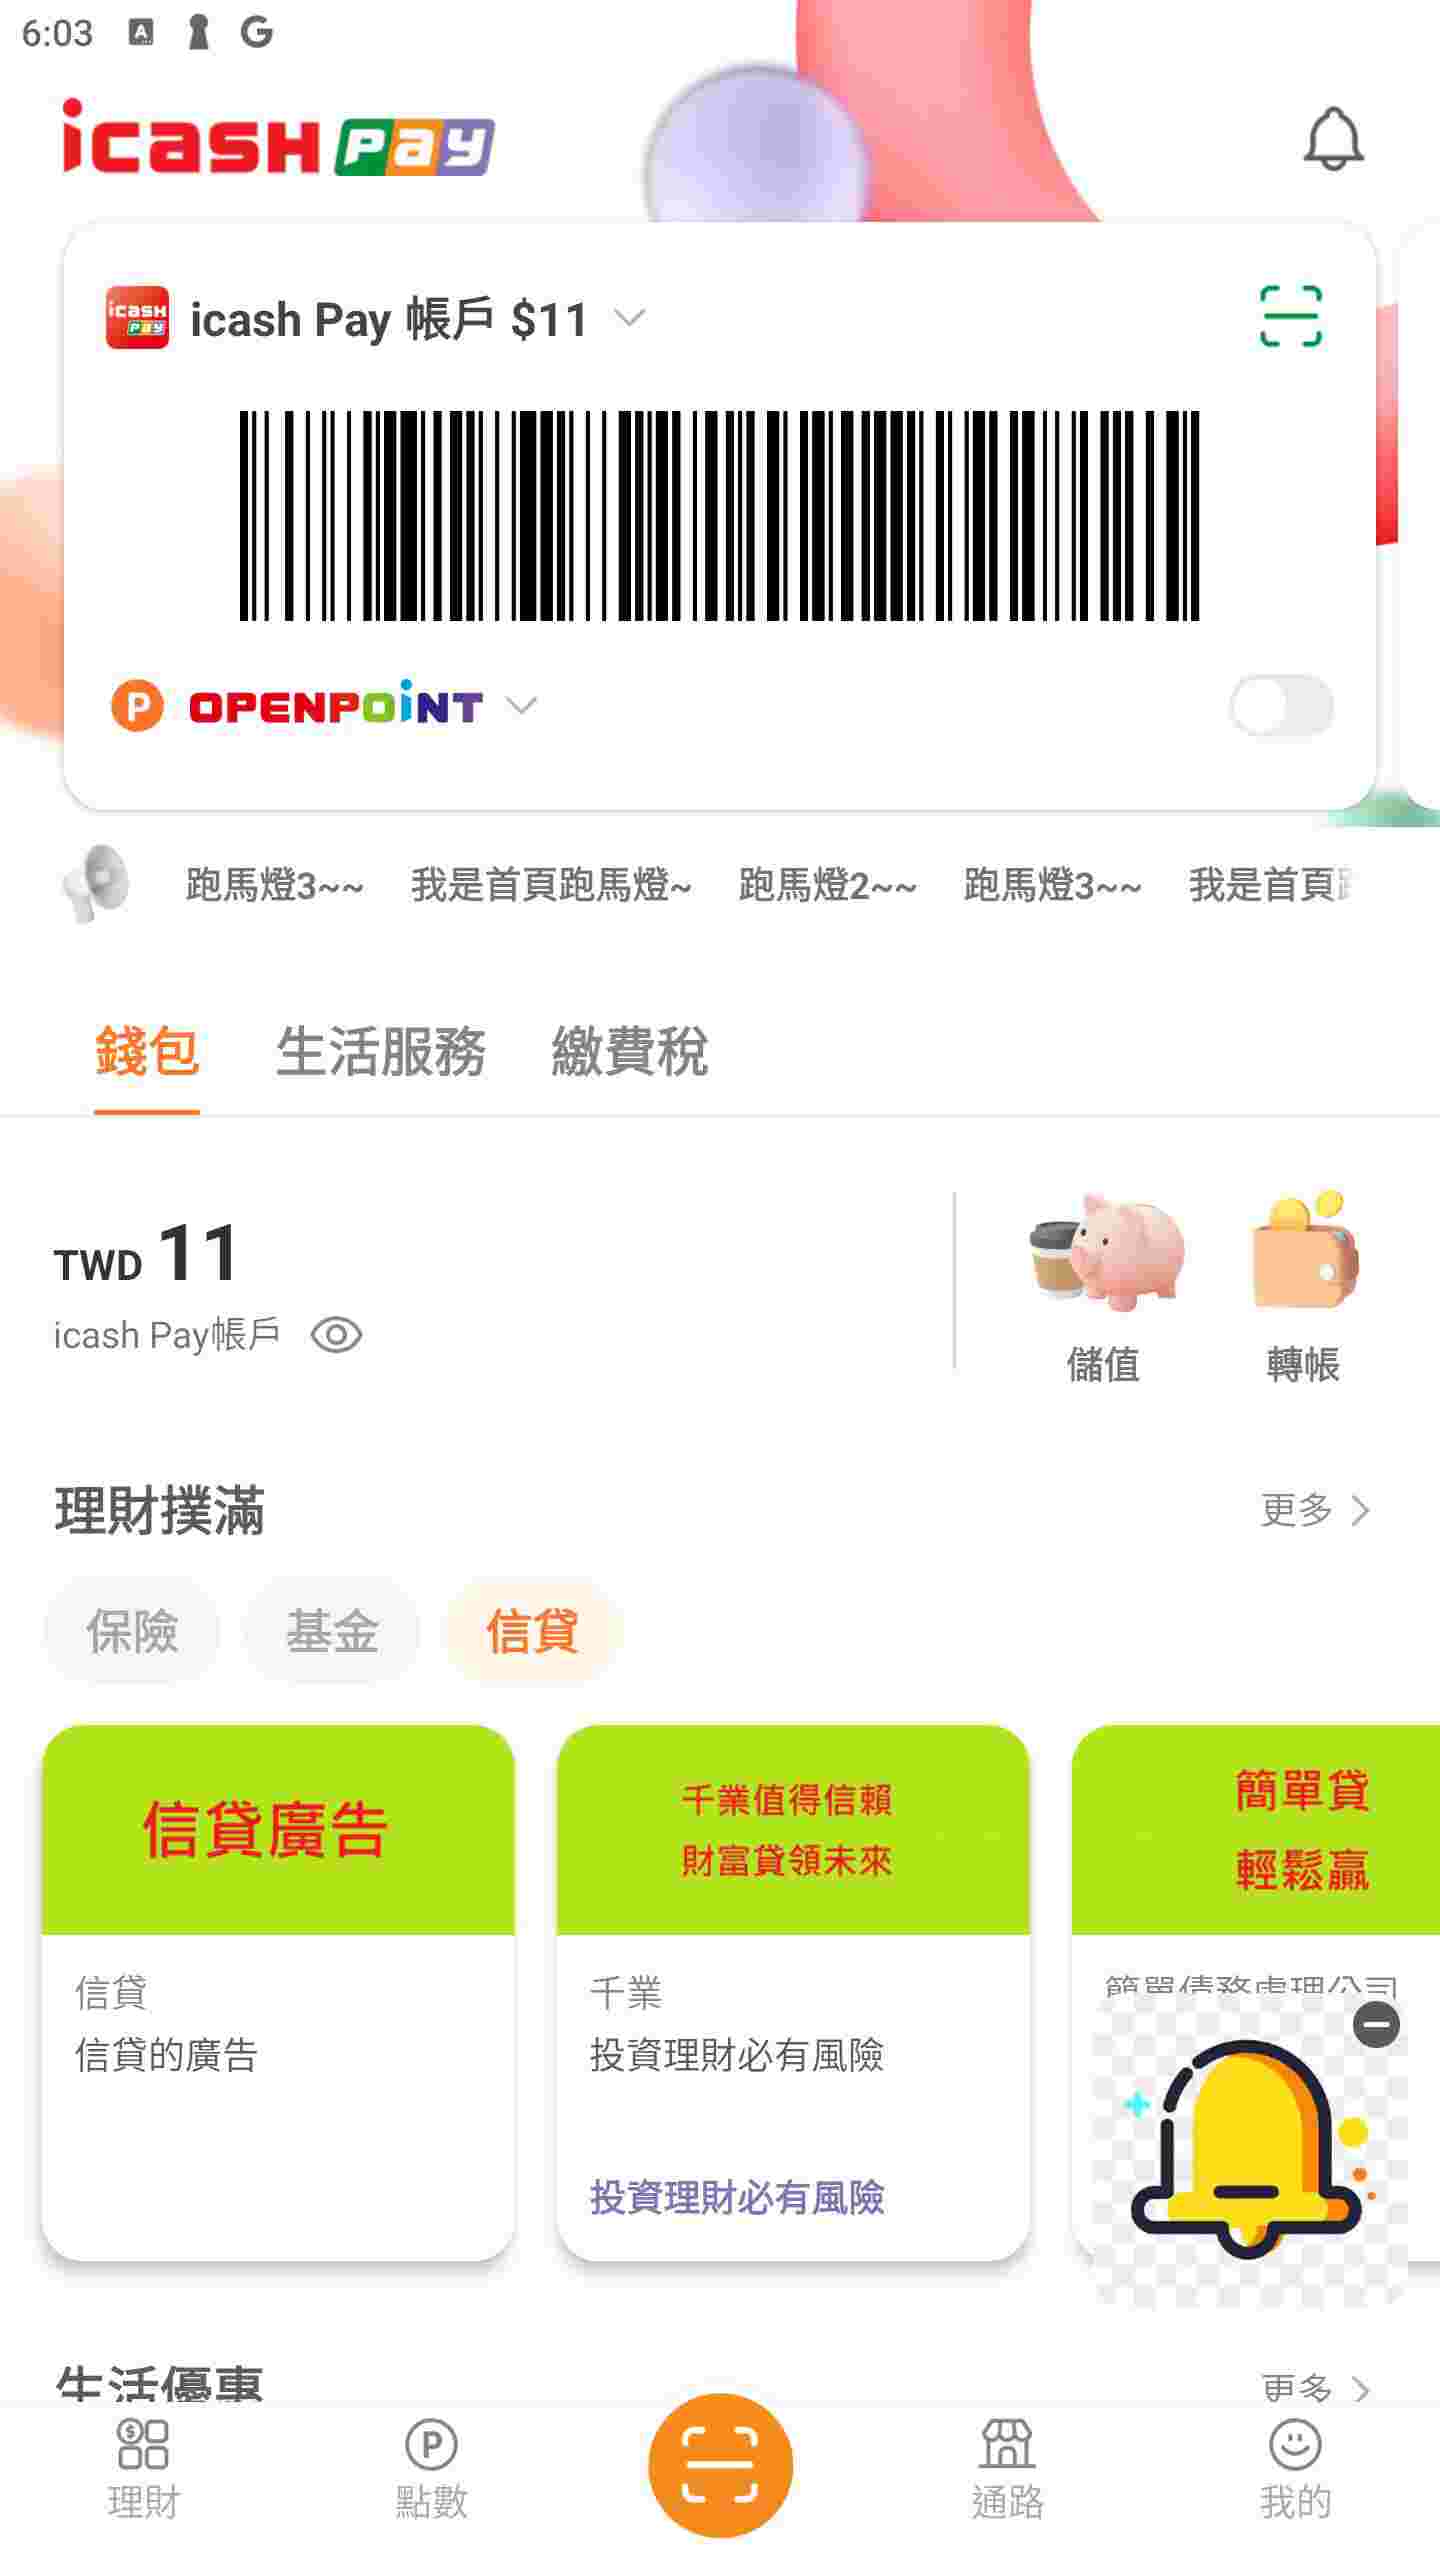 6:03
icash Pay
icash Pay 帳戶 $11
OPENPOINT
跑馬燈3~~ 我是首頁跑馬燈~ 跑馬燈2~~ 跑馬燈3~~ 我是首頁
錢包 生活服務 繳費稅
TWD 11
icash Pay帳戶
儲值 轉帳
理財撲滿 更多
保險 基金 信貸
信貸廣告
信貸
信貸的廣告
千業值得信賴
財富貸領未來
千業
投資理財必有風險
投資理財必有風險
簡單貸
輕鬆贏
簡單債務處理公司
生活優惠 更多
理財 點數 通路 我的